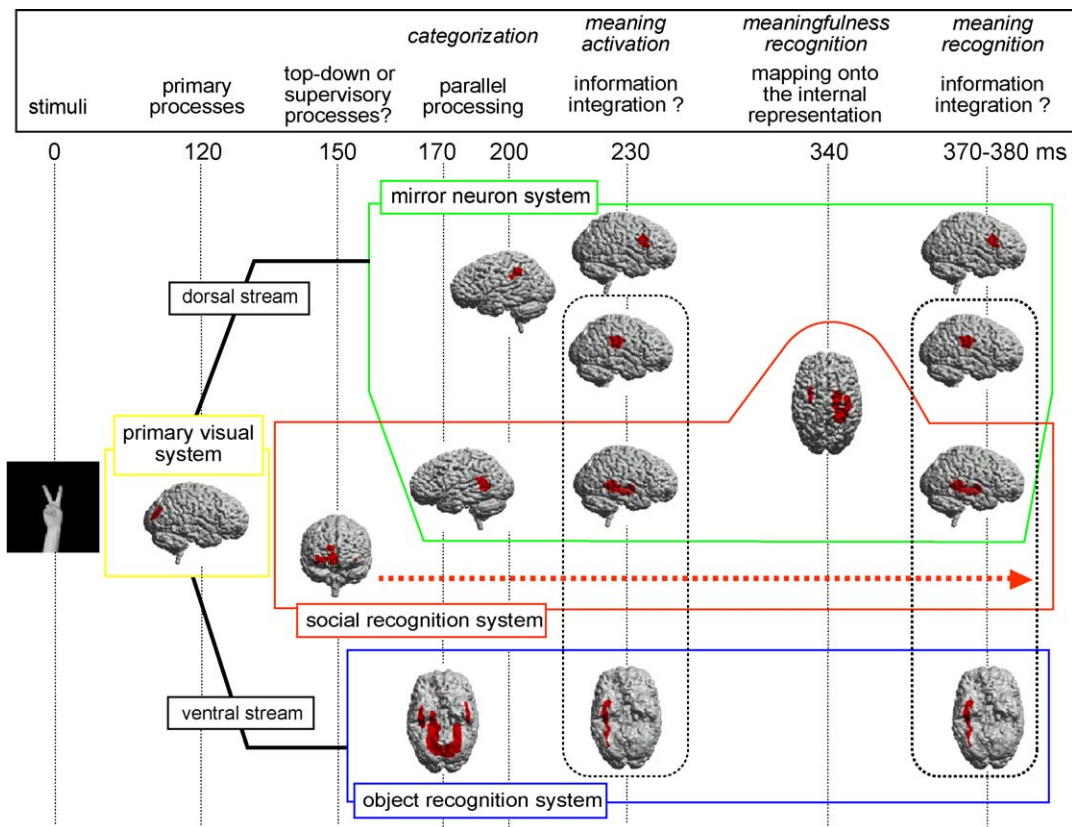 categorization
meaning
activation
meaningfulness
recognition
meaning
recognition
stimuli
primary
processes
top-down or
supervisory
processes?
parallel
processing
information
integration ?
mapping onto
the internal
representation
information
integration ?
0
120
150
170
200
230
340
370-380 ms
mirror neuron system
dorsal stream
primary visual
system
social recognition system
ventral stream
object recognition system